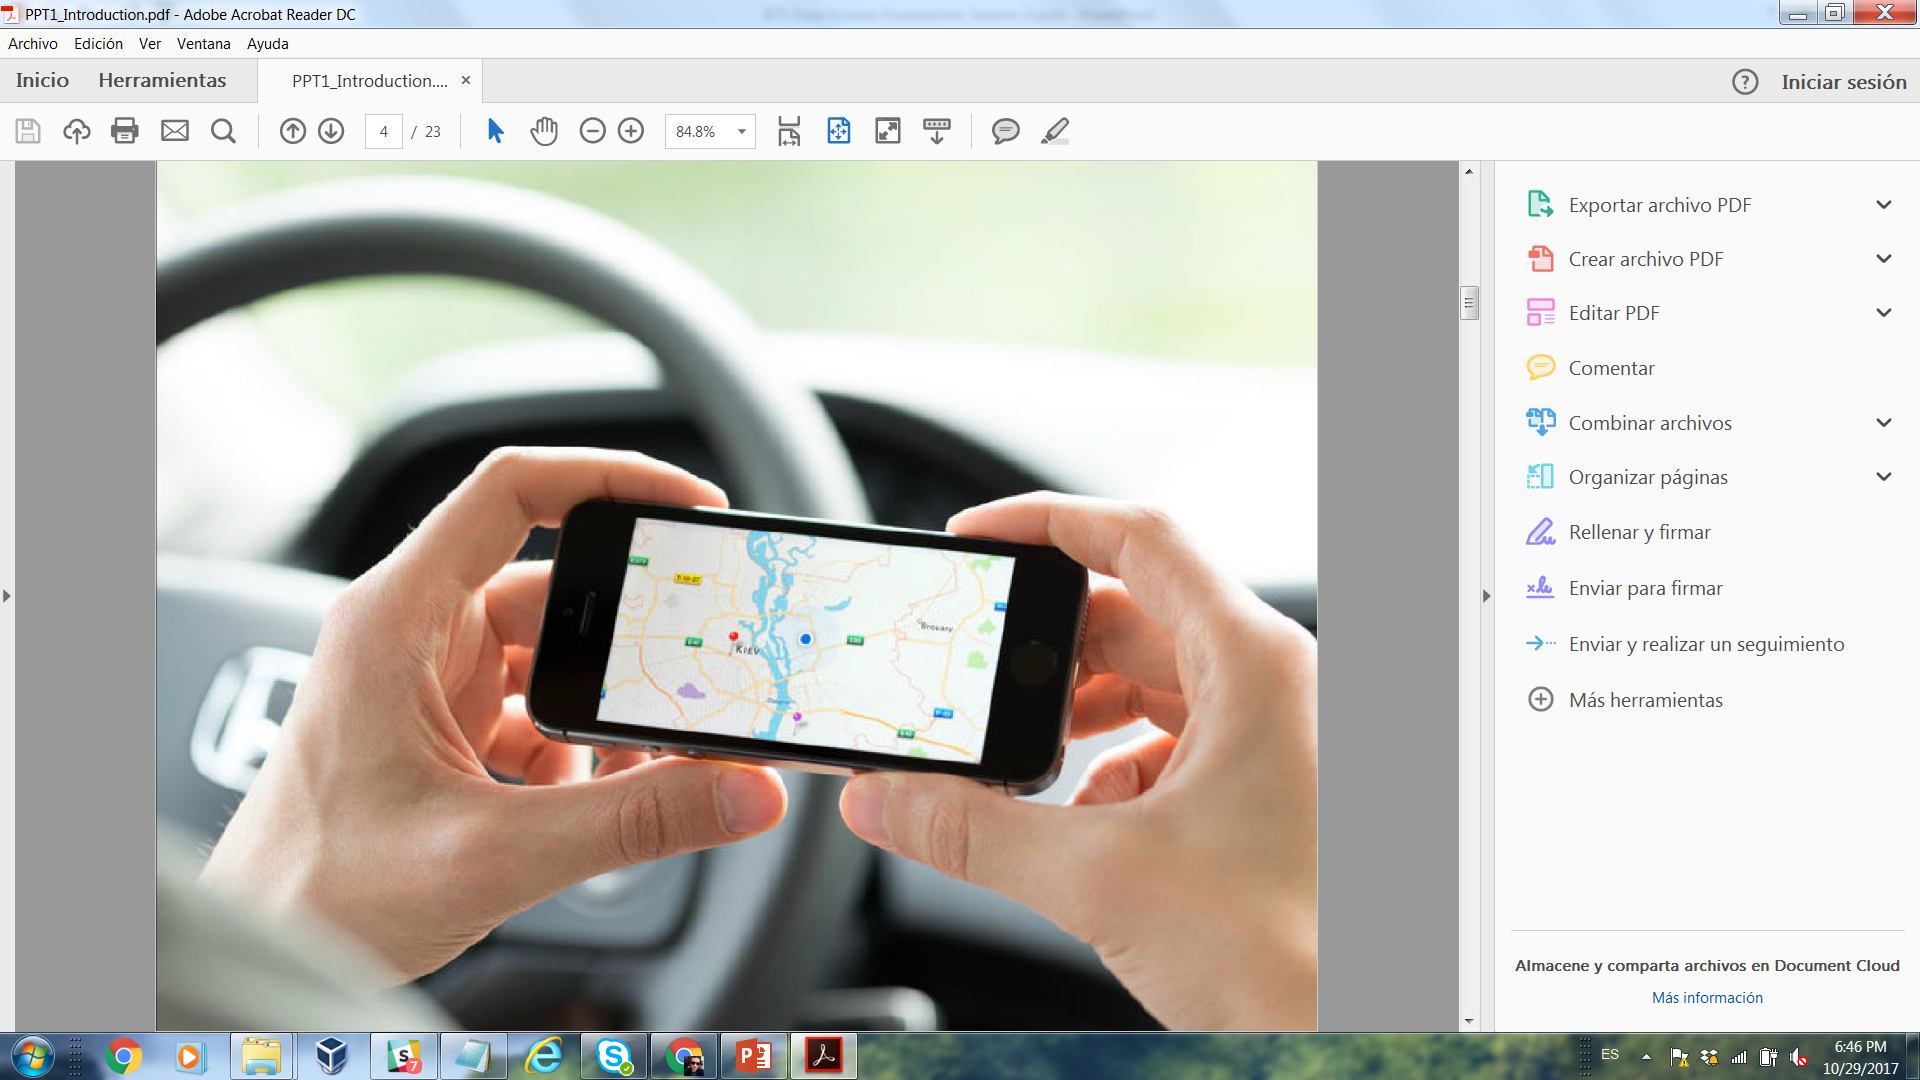 PPT1_Introduction.pdf - Adobe Acrobat Reader DC
Archivo Edición Ver Ventana Ayuda
Inicio Herramientas PPT1_Introduction.... × Iniciar sesión
4 / 23 84.8%
Exportar archivo PDF
Crear archivo PDF
Editar PDF
Comentar
Combinar archivos
Organizar páginas
Rellenar y firmar
Enviar para firmar
Enviar y realizar un seguimiento
Más herramientas
KIEV
Brovary
Almacene y comparta archivos en Document Cloud
Más información
S 7
ES
6:46 PM
10/29/2017